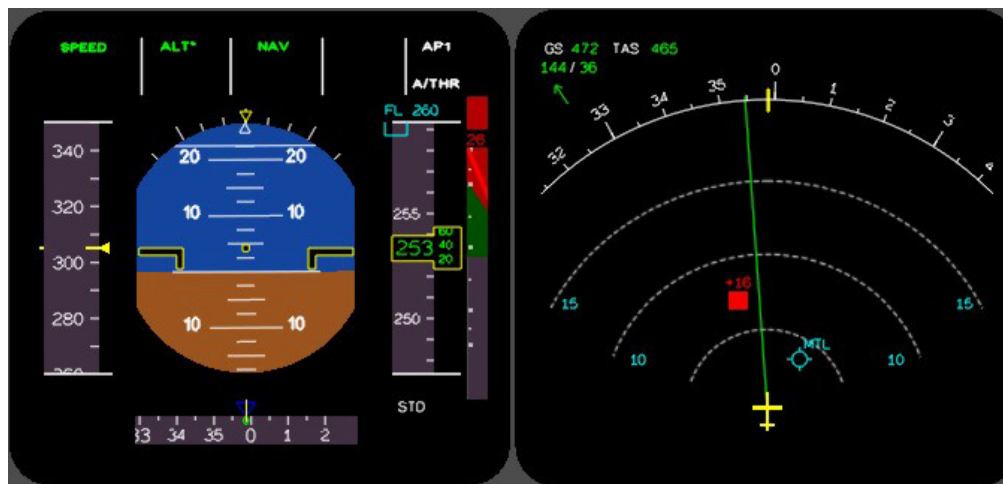 SPEED ALT* NAV AP1
A/THR
FL 260
340
320
300
280
260
20 20
10 10
10 10
26
255
253 60 40 20
250
STD
33 34 35 0 1 2
GS 472 TAS 465
144 / 36
32 33 34 35 0 1 2 3 4
+16
15 15
10 10
MTL